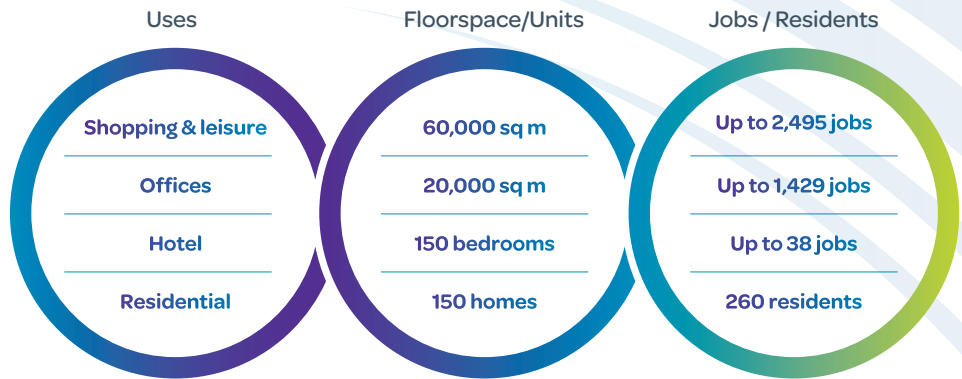 Uses
Floorspace/Units
Jobs / Residents
Shopping & leisure
60,000 sq m
Up to 2,495 jobs
Offices
20,000 sq m
Up to 1,429 jobs
Hotel
150 bedrooms
Up to 38 jobs
Residential
150 homes
260 residents